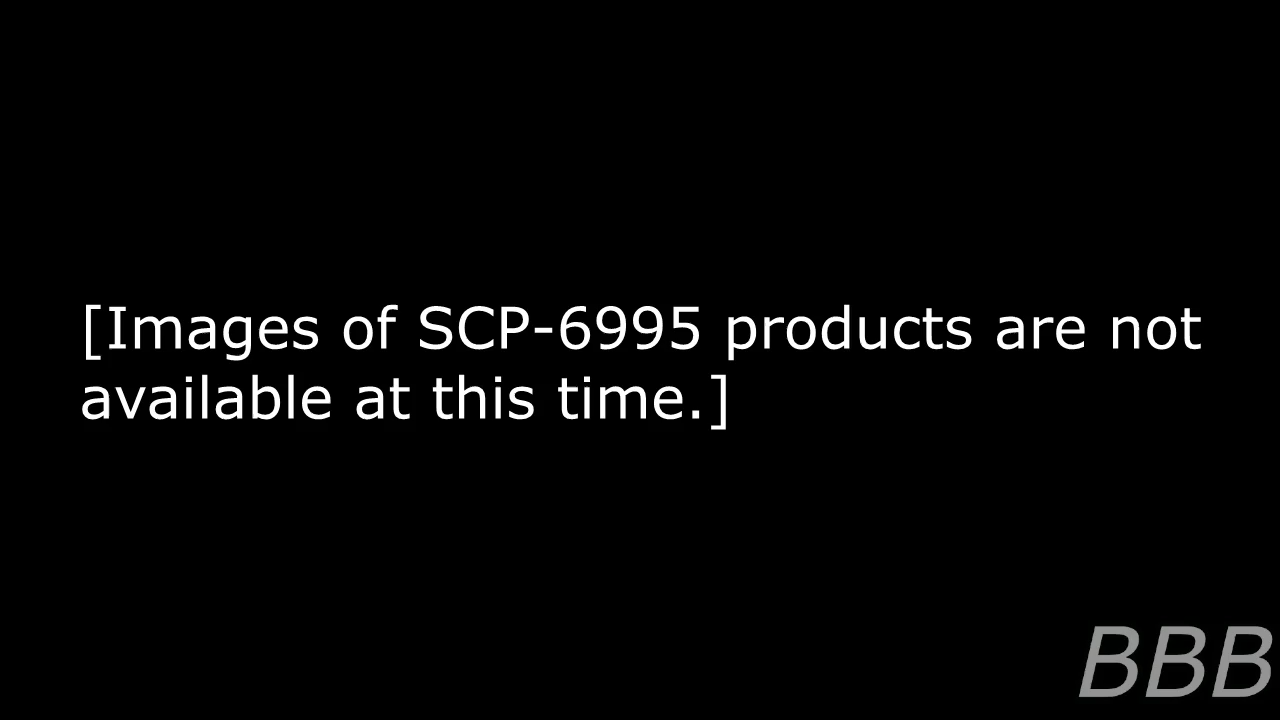 [Images of SCP-6995 products are not
available at this time.]
BBB